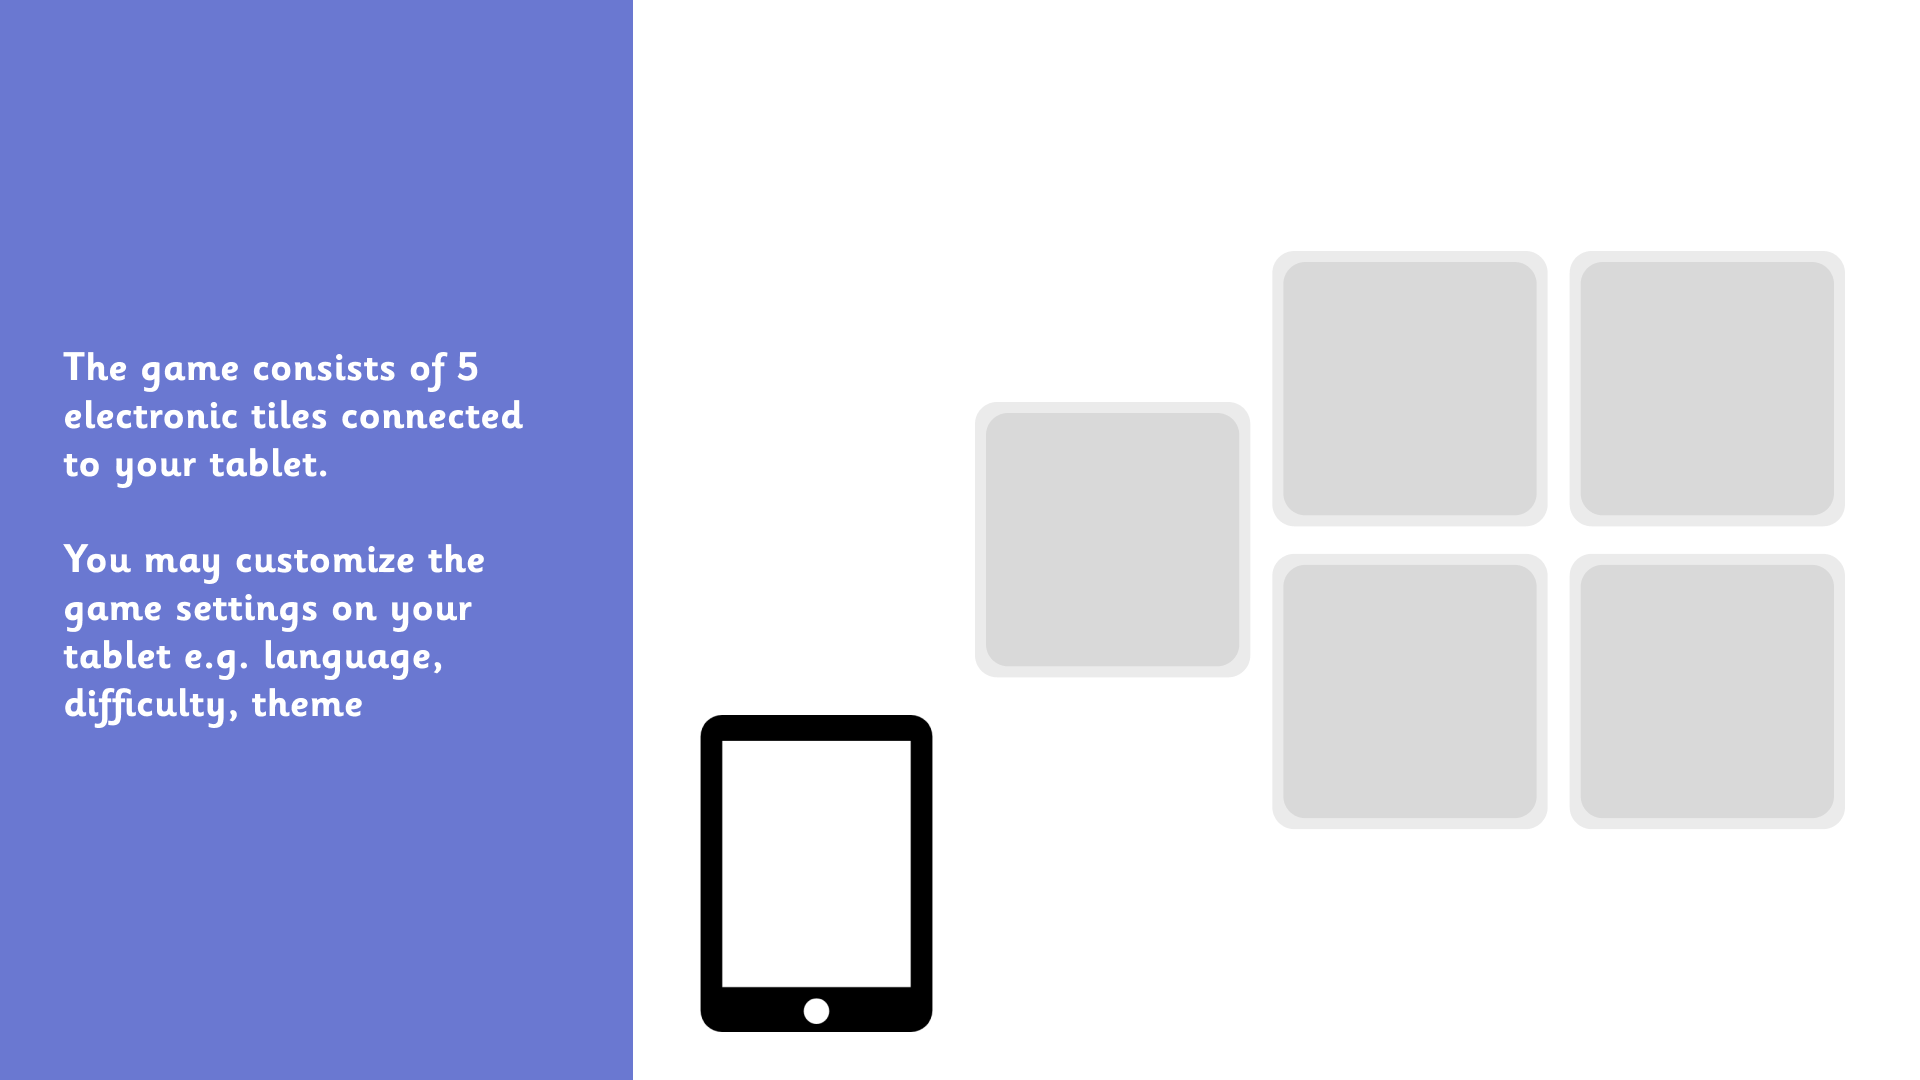 The game consists of 5
electronic tiles connected
to your tablet.
You may customize the
game settings on your
tablet e.g. language,
difficulty, theme